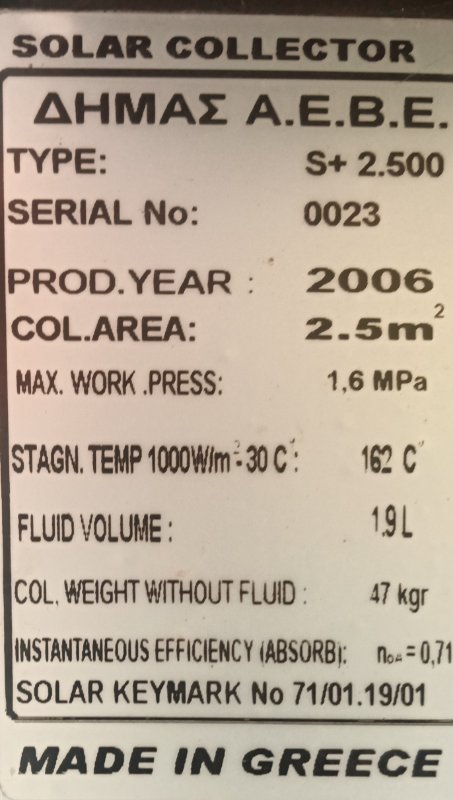 SOLAR COLLECTOR
ΔΗΜΑΣ Α.Ε.Β.Ε.
TYPE: S+ 2.500
SERIAL No: 0023
PROD.YEAR : 2006
COL.AREA: 2.5m²
MAX. WORK .PRESS: 1,6 MPa
STAGN. TEMP 1000W/m²- 30 C°: 162 C°
FLUID VOLUME : 1.9 L
COL. WEIGHT WITHOUT FLUID : 47 kgr
INSTANTANEOUS EFFICIENCY (ABSORB): n₀ₐ = 0,71
SOLAR KEYMARK No 71/01.19/01
MADE IN GREECE